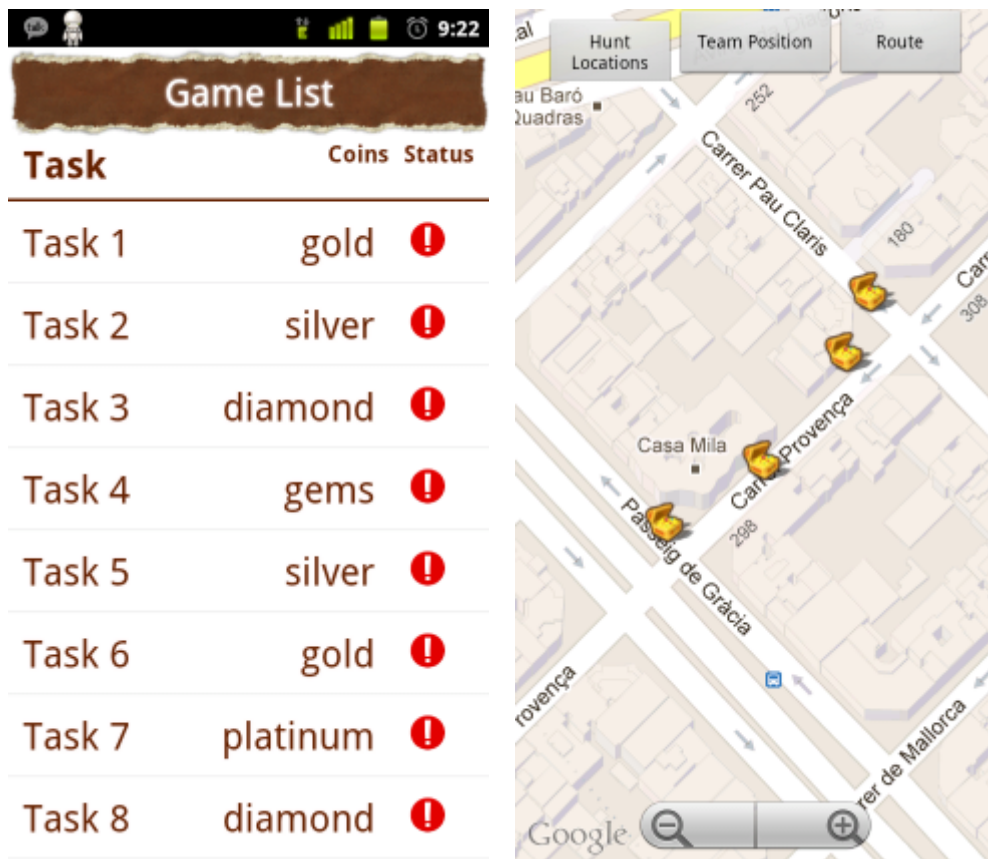 9:22
Game List
Task Coins Status
Task 1 gold
Task 2 silver
Task 3 diamond
Task 4 gems
Task 5 silver
Task 6 gold
Task 7 platinum
Task 8 diamond
Hunt
Locations
Team Position
Route
au Baró
Quadras
252
Carrer Pau Claris
180
308
Casa Mila
Provença
298
Passeig de Gràcia
rovença
rer de Mallorca
Google